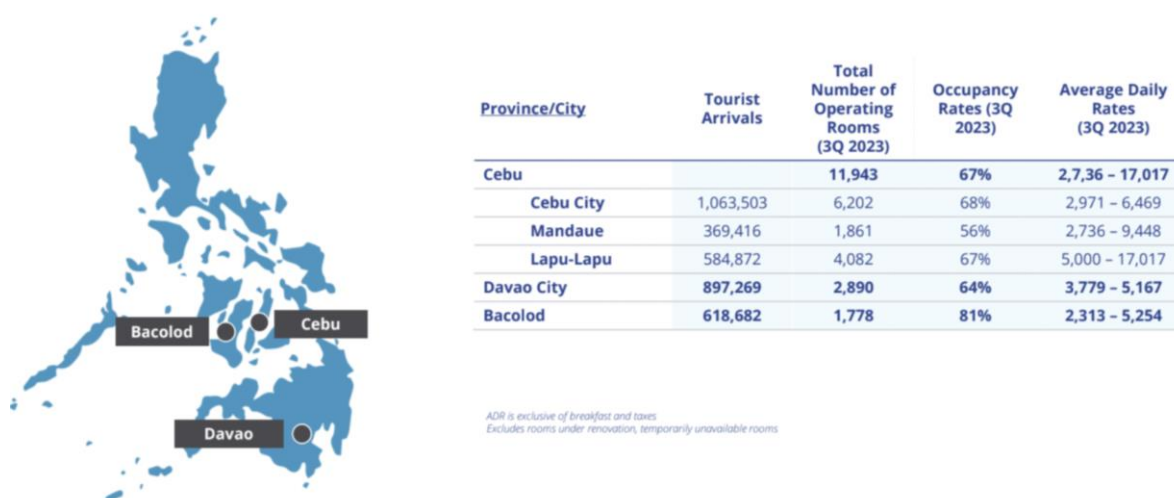 Bacolod
Cebu
Davao
Province/City
Tourist
Arrivals
Total
Number of
Operating
Rooms
(3Q 2023)
Occupancy
Rates (3Q
2023)
Average Daily
Rates
(3Q 2023)
Cebu 11,943 67% 2,7,36 – 17,017
Cebu City 1,063,503 6,202 68% 2,971 – 6,469
Mandaue 369,416 1,861 56% 2,736 – 9,448
Lapu-Lapu 584,872 4,082 67% 5,000 – 17,017
Davao City 897,269 2,890 64% 3,779 – 5,167
Bacolod 618,682 1,778 81% 2,313 – 5,254
ADR is exclusive of breakfast and taxes
Excludes rooms under renovation, temporarily unavailable rooms